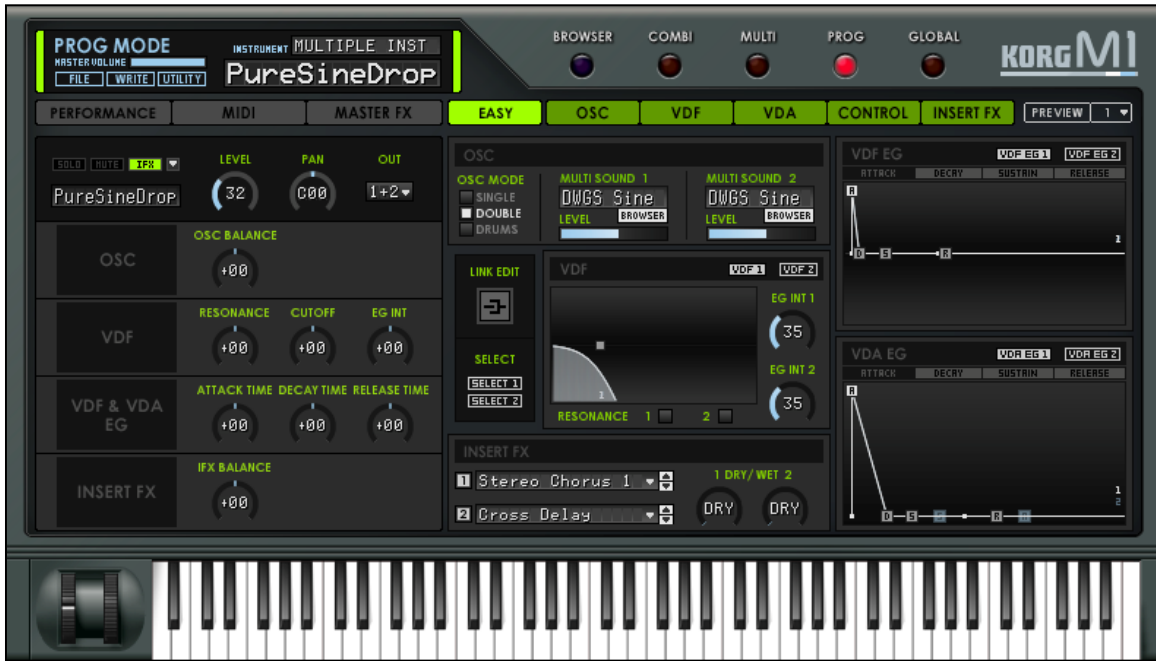 PROG MODE
INSTRUMENT MULTIPLE INST
MASTER VOLUME
PureSineDrop
FILE WRITE UTILITY
BROWSER COMBI MULTI PROG GLOBAL
KORG M1
PERFORMANCE MIDI MASTER FX
EASY OSC VDF VDA CONTROL INSERT FX
PREVIEW 1
SOLO MUTE IFX
PureSineDrop
LEVEL PAN OUT
32 C00 1+2
OSC
OSC BALANCE
+00
VDF
RESONANCE CUTOFF EG INT
+00 +00 +00
VDF & VDA
EG
ATTACK TIME DECAY TIME RELEASE TIME
+00 +00 +00
INSERT FX
IFX BALANCE
+00
OSC
OSC MODE
SINGLE
DOUBLE
DRUMS
MULTI SOUND 1
DWGS Sine
LEVEL BROWSER
MULTI SOUND 2
DWGS Sine
LEVEL BROWSER
LINK EDIT
SELECT
SELECT 1
SELECT 2
VDF
VDF 1 VDF 2
1
EG INT 1
35
EG INT 2
35
RESONANCE 1 2
INSERT FX
1 Stereo Chorus 1
2 Cross Delay
1 DRY/WET 2
DRY DRY
VDF EG
VDF EG 1 VDF EG 2
ATTACK DECAY SUSTAIN RELEASE
A
1
D S R
VDA EG
VDA EG 1 VDA EG 2
ATTACK DECAY SUSTAIN RELEASE
A
1
2
D S R